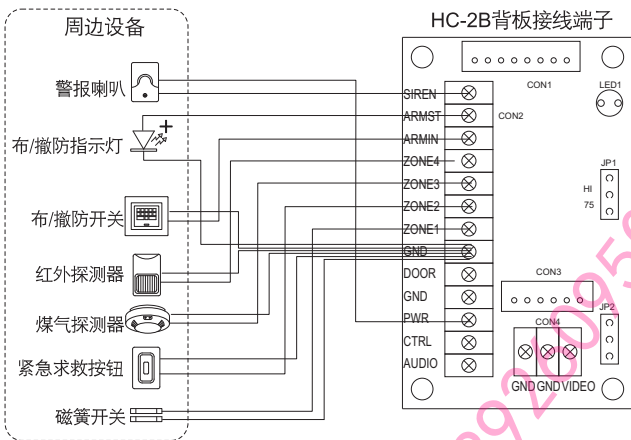 周边设备
HC-2B背板接线端子
警报喇叭
布/撤防指示灯
+
布/撤防开关
红外探测器
煤气探测器
紧急求救按钮
磁簧开关
SIREN
ARMST
ARMIN
ZONE4
ZONE3
ZONE2
ZONE1
GND
DOOR
GND
PWR
CTRL
AUDIO
CON1
CON2
LED1
JP1
HI
75
CON3
JP2
CON4
GND GND VIDEO